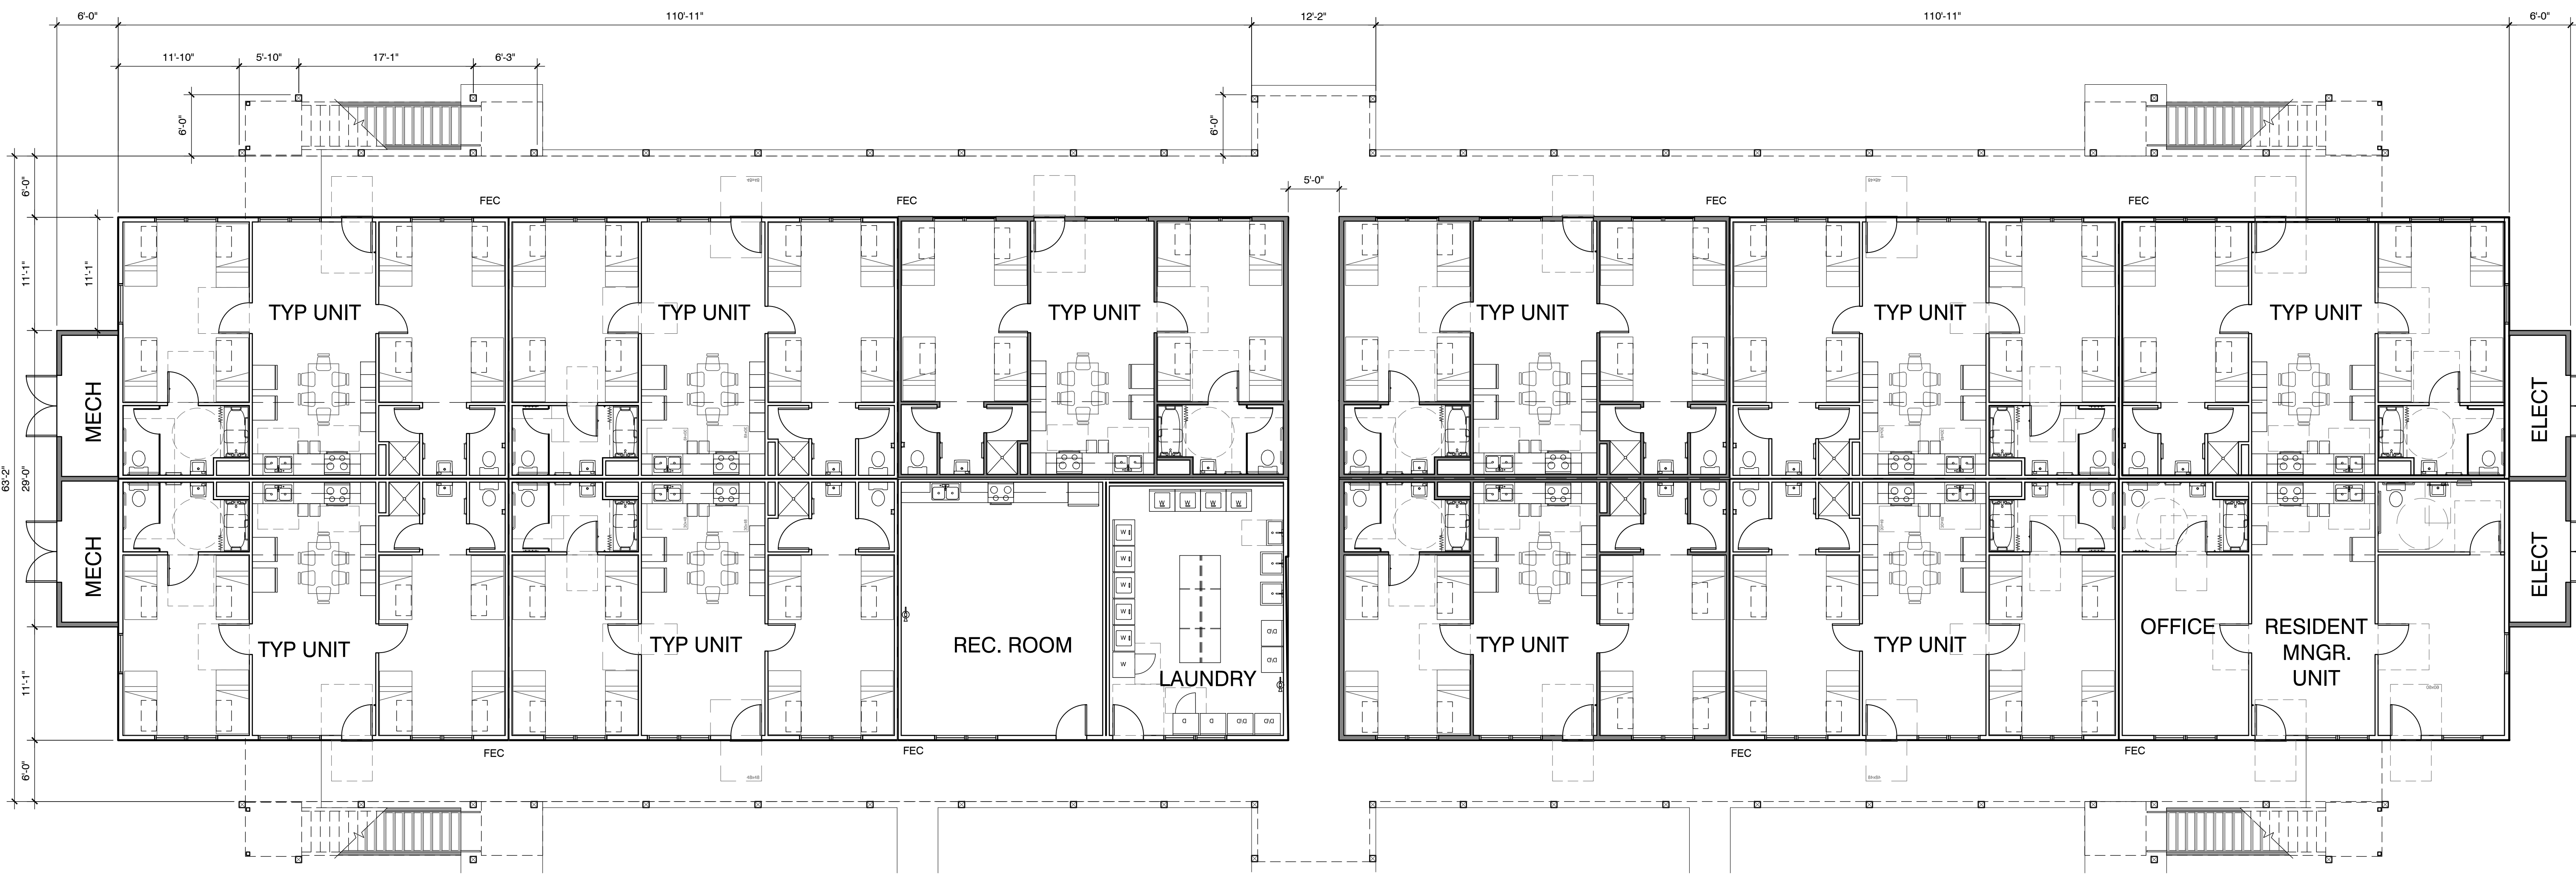 6'-0"
110'-11"
12'-2"
110'-11"
6'-0"
11'-10"
5'-10"
17'-1"
6'-3"
6'-0"
6'-0"
5'-0"
FEC
FEC
FEC
FEC
6'-0"
11'-1"
11'-1"
TYP UNIT
TYP UNIT
TYP UNIT
TYP UNIT
TYP UNIT
TYP UNIT
MECH
ELECT
63'-2"
29'-0"
MECH
ELECT
W
W
W
W
W
W
W
W
W
W
TYP UNIT
TYP UNIT
REC. ROOM
LAUNDRY
TYP UNIT
TYP UNIT
OFFICE
RESIDENT
MNGR.
UNIT
D\D
D\D
D
D
D\D
D\D
11'-1"
6'-0"
FEC
FEC
FEC
FEC